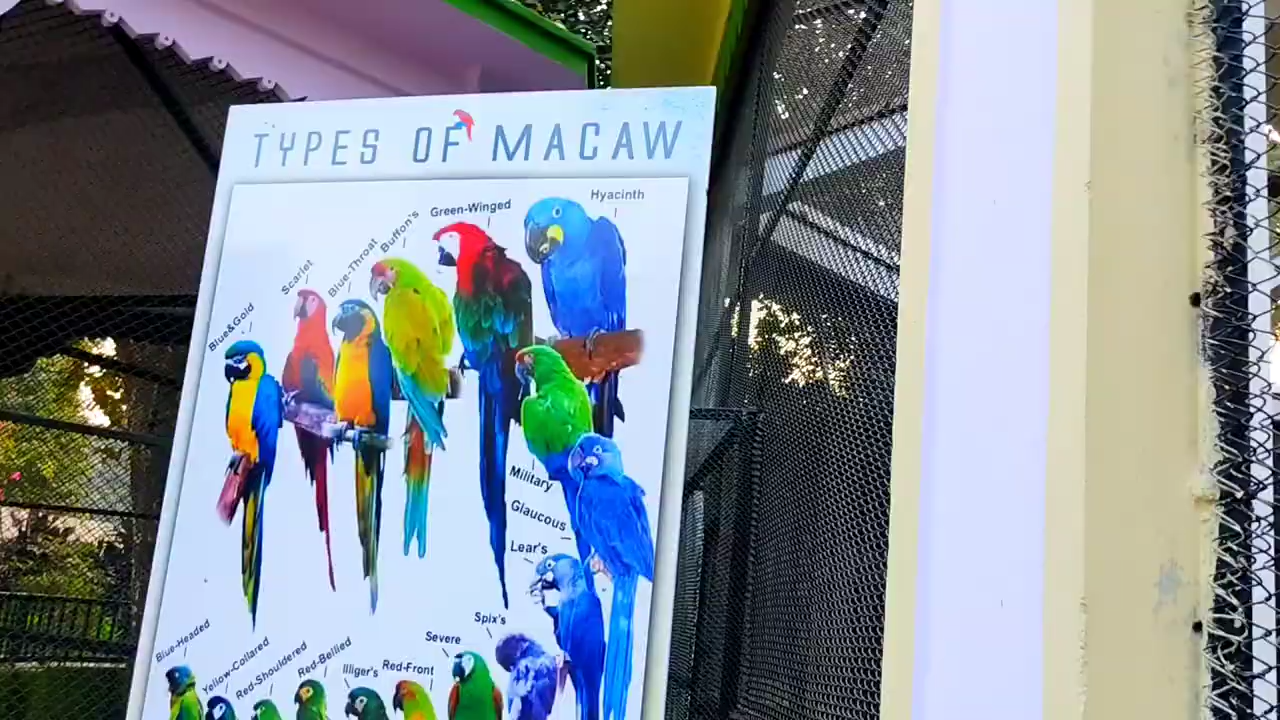 TYPES OF MACAW
Hyacinth
Green-Winged
Buffon's
Blue-Throat
Scarlet
Blue&Gold
Military
Glaucous
Lear's
Spix's
Severe
Red-Front
Illiger's
Red-Bellied
Red-Shouldered
Yellow-Collared
Blue-Headed